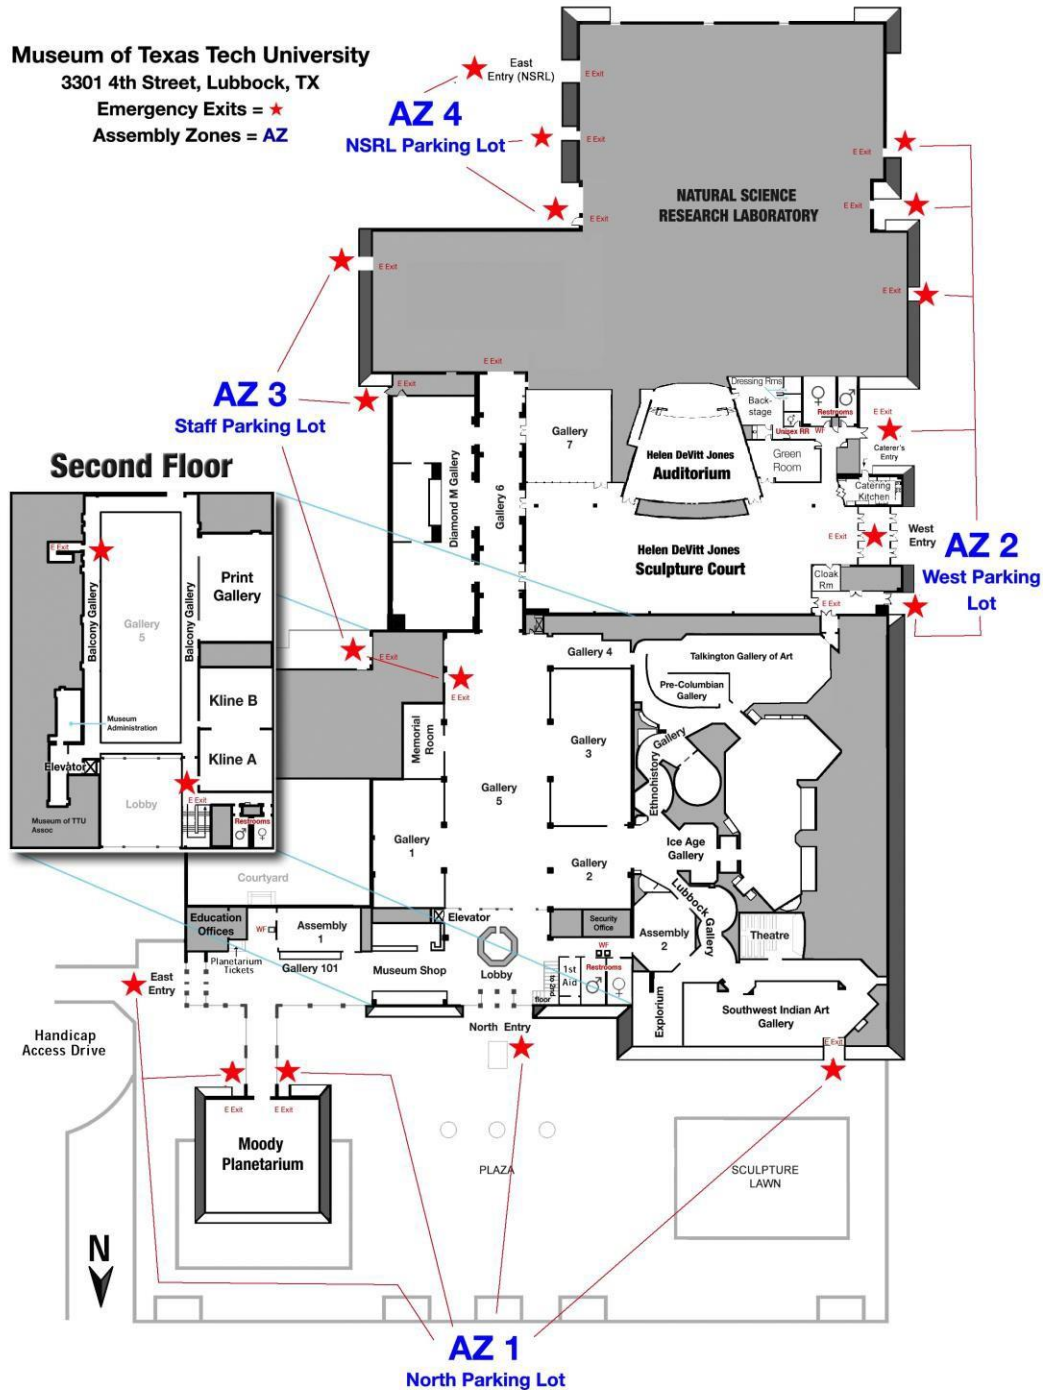 Museum of Texas Tech University
3301 4th Street, Lubbock, TX
Emergency Exits = ★
Assembly Zones = AZ
East
Entry (NSRL)
E Exit
AZ 4
NSRL Parking Lot
E Exit
E Exit
E Exit
E Exit
NATURAL SCIENCE
RESEARCH LABORATORY
E Exit
E Exit
E Exit
AZ 3
Staff Parking Lot
E Exit
Dressing Rms
Back-
stage
Restrooms
Unisex RR
WF
E Exit
Caterer's
Entry
Gallery
7
Helen DeVitt Jones
Auditorium
Green
Room
Catering
Kitchen
Diamond M Gallery
Gallery 6
Helen DeVitt Jones
Sculpture Court
E Exit
West
Entry
Cloak
Rm
E Exit
AZ 2
West Parking
Lot
Second Floor
E Exit
Balcony Gallery
Gallery
5
Balcony Gallery
Print
Gallery
Kline B
Museum
Administration
Kline A
Elevator
Lobby
E Exit
Museum of TTU
Assoc
Restrooms
E Exit
E Exit
Gallery 4
Talkington Gallery of Art
Pre-Columbian
Gallery
Memorial
Room
Gallery
3
Gallery
5
Ethnohistory Gallery
Gallery
1
Gallery
2
Ice Age
Gallery
Lubbock Gallery
Courtyard
Education
Offices
WF
Assembly
1
Elevator
Security
Office
Assembly
2
Theatre
Planetarium
Tickets
Gallery 101
Museum Shop
Lobby
to 2nd
floor
1st
Aid
WF
Restrooms
Explorium
Southwest Indian Art
Gallery
East
Entry
North Entry
E Exit
Handicap
Access Drive
E Exit
E Exit
Moody
Planetarium
PLAZA
SCULPTURE
LAWN
N
AZ 1
North Parking Lot